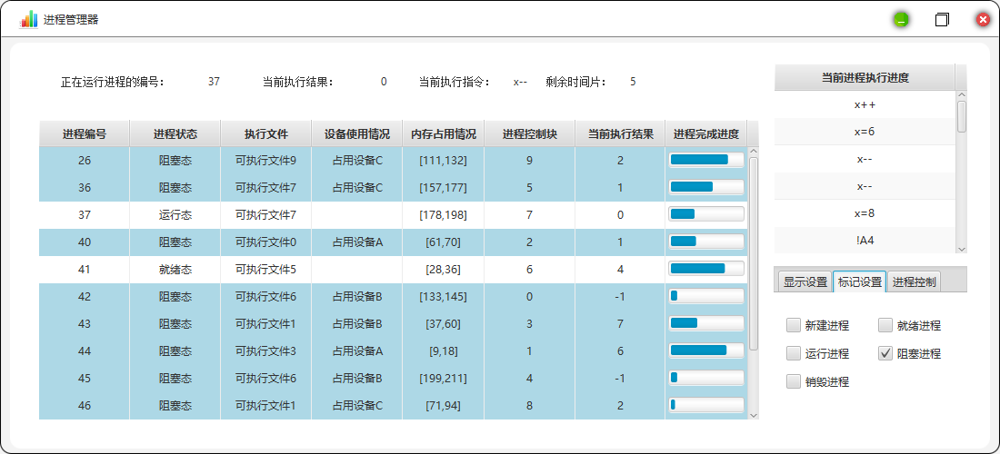 进程管理器
正在运行进程的编号： 37 当前执行结果： 0 当前执行指令： x-- 剩余时间片： 5
进程编号 进程状态 执行文件 设备使用情况 内存占用情况 进程控制块 当前执行结果 进程完成进度
26 阻塞态 可执行文件9 占用设备C [111,132] 9 2
36 阻塞态 可执行文件7 占用设备C [157,177] 5 1
37 运行态 可执行文件7 [178,198] 7 0
40 阻塞态 可执行文件0 占用设备A [61,70] 2 1
41 就绪态 可执行文件5 [28,36] 6 4
42 阻塞态 可执行文件6 占用设备B [133,145] 0 -1
43 阻塞态 可执行文件1 占用设备B [37,60] 3 7
44 阻塞态 可执行文件3 占用设备A [9,18] 1 6
45 阻塞态 可执行文件6 占用设备B [199,211] 4 -1
46 阻塞态 可执行文件1 占用设备C [71,94] 8 2
当前进程执行进度
x++
x=6
x--
x--
x=8
!A4
显示设置 标记设置 进程控制
新建进程 就绪进程
运行进程 阻塞进程
销毁进程